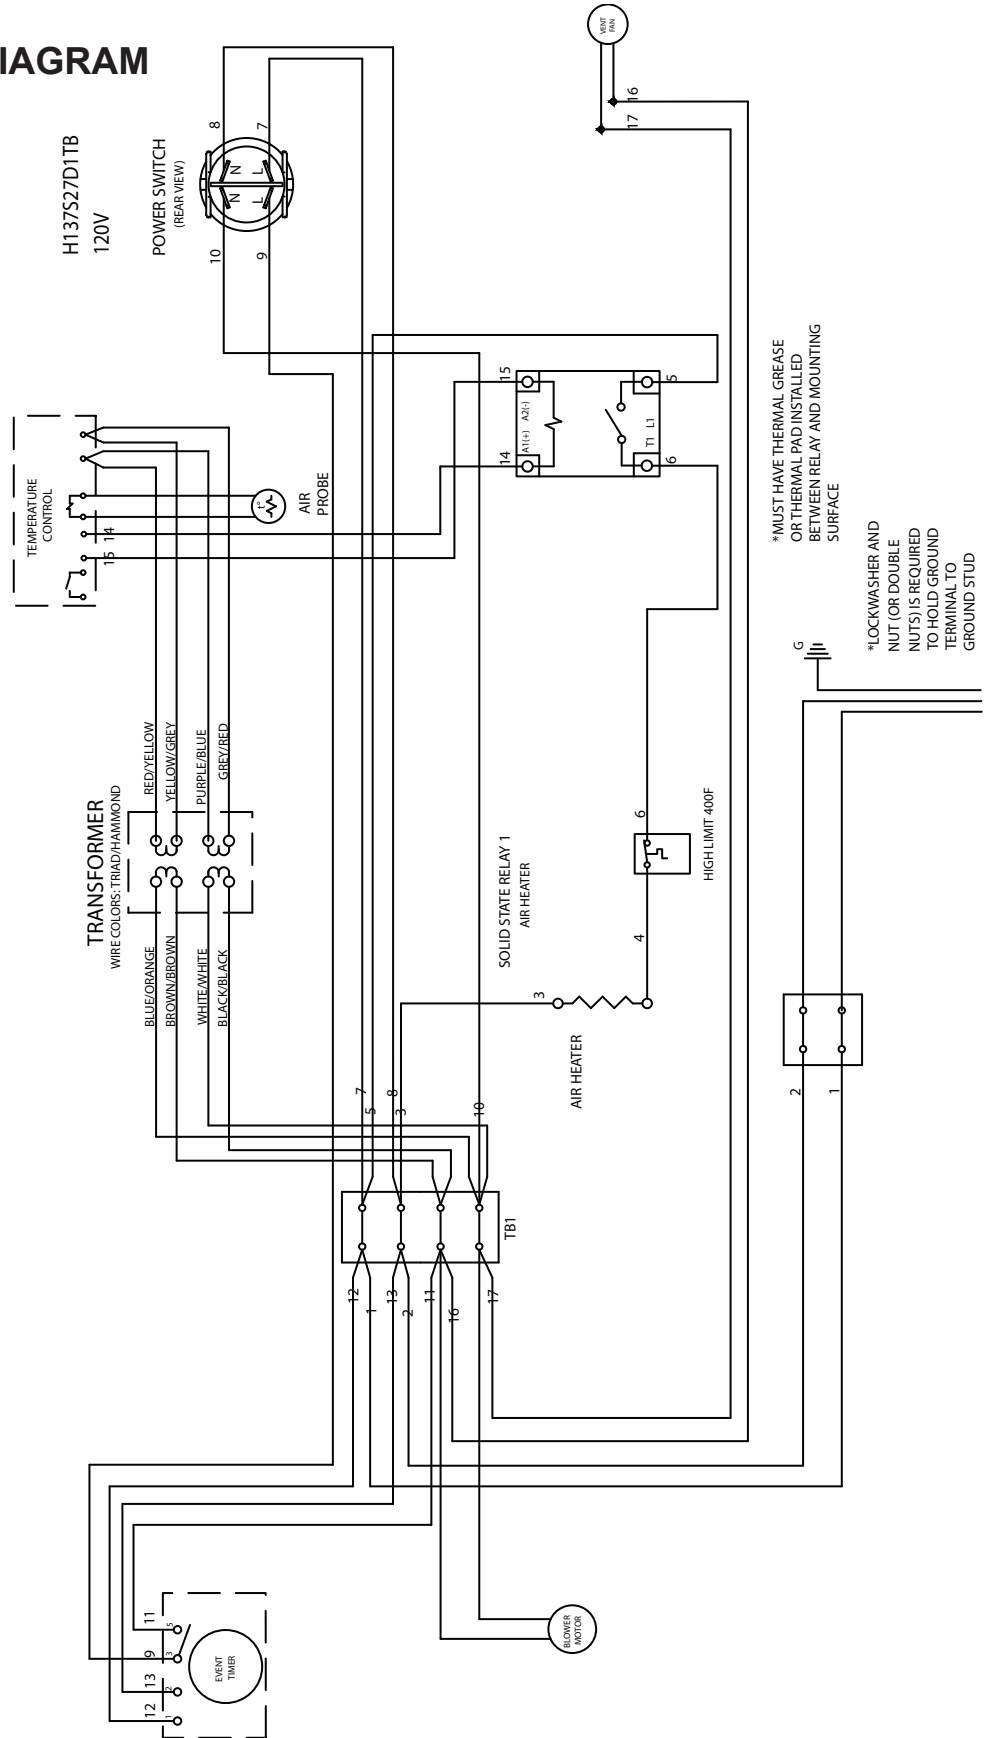 IAGRAM
H137S27D1TB
120V
POWER SWITCH
(REAR VIEW)
8
7
N
L
N
L
10
9
VENT
FAN
16
17
TEMPERATURE
CONTROL
14
15
t°
AIR
PROBE
15
14
A1(+) A2(-)
T1 L1
5
6
*MUST HAVE THERMAL GREASE
OR THERMAL PAD INSTALLED
BETWEEN RELAY AND MOUNTING
SURFACE
*LOCKWASHER AND
NUT (OR DOUBLE
NUTS) IS REQUIRED
TO HOLD GROUND
TERMINAL TO
GROUND STUD
G
TRANSFORMER
WIRE COLORS: TRIAD/HAMMOND
RED/YELLOW
YELLOW/GREY
PURPLE/BLUE
GREY/RED
BLUE/ORANGE
BROWN/BROWN
WHITE/WHITE
BLACK/BLACK
SOLID STATE RELAY 1
AIR HEATER
6
HIGH LIMIT 400F
4
3
AIR HEATER
7
5
8
3
10
2
1
TB1
12
1
13
2
11
16
17
11
9
13
12
5
3
2
1
EVENT
TIMER
BLOWER
MOTOR